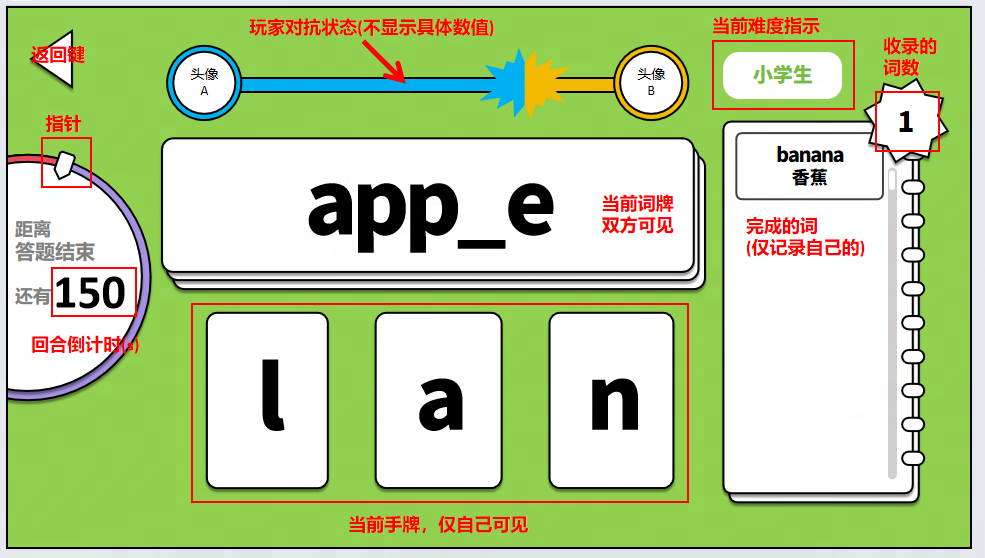 玩家对抗状态(不显示具体数值)
当前难度指示
返回键
头像
A
头像
B
小学生
收录的
词数
1
指针
banana
香蕉
app_e
当前词牌
双方可见
完成的词
(仅记录自己的)
距离
答题结束
还有150
回合倒计时(s)
l
a
n
当前手牌，仅自己可见